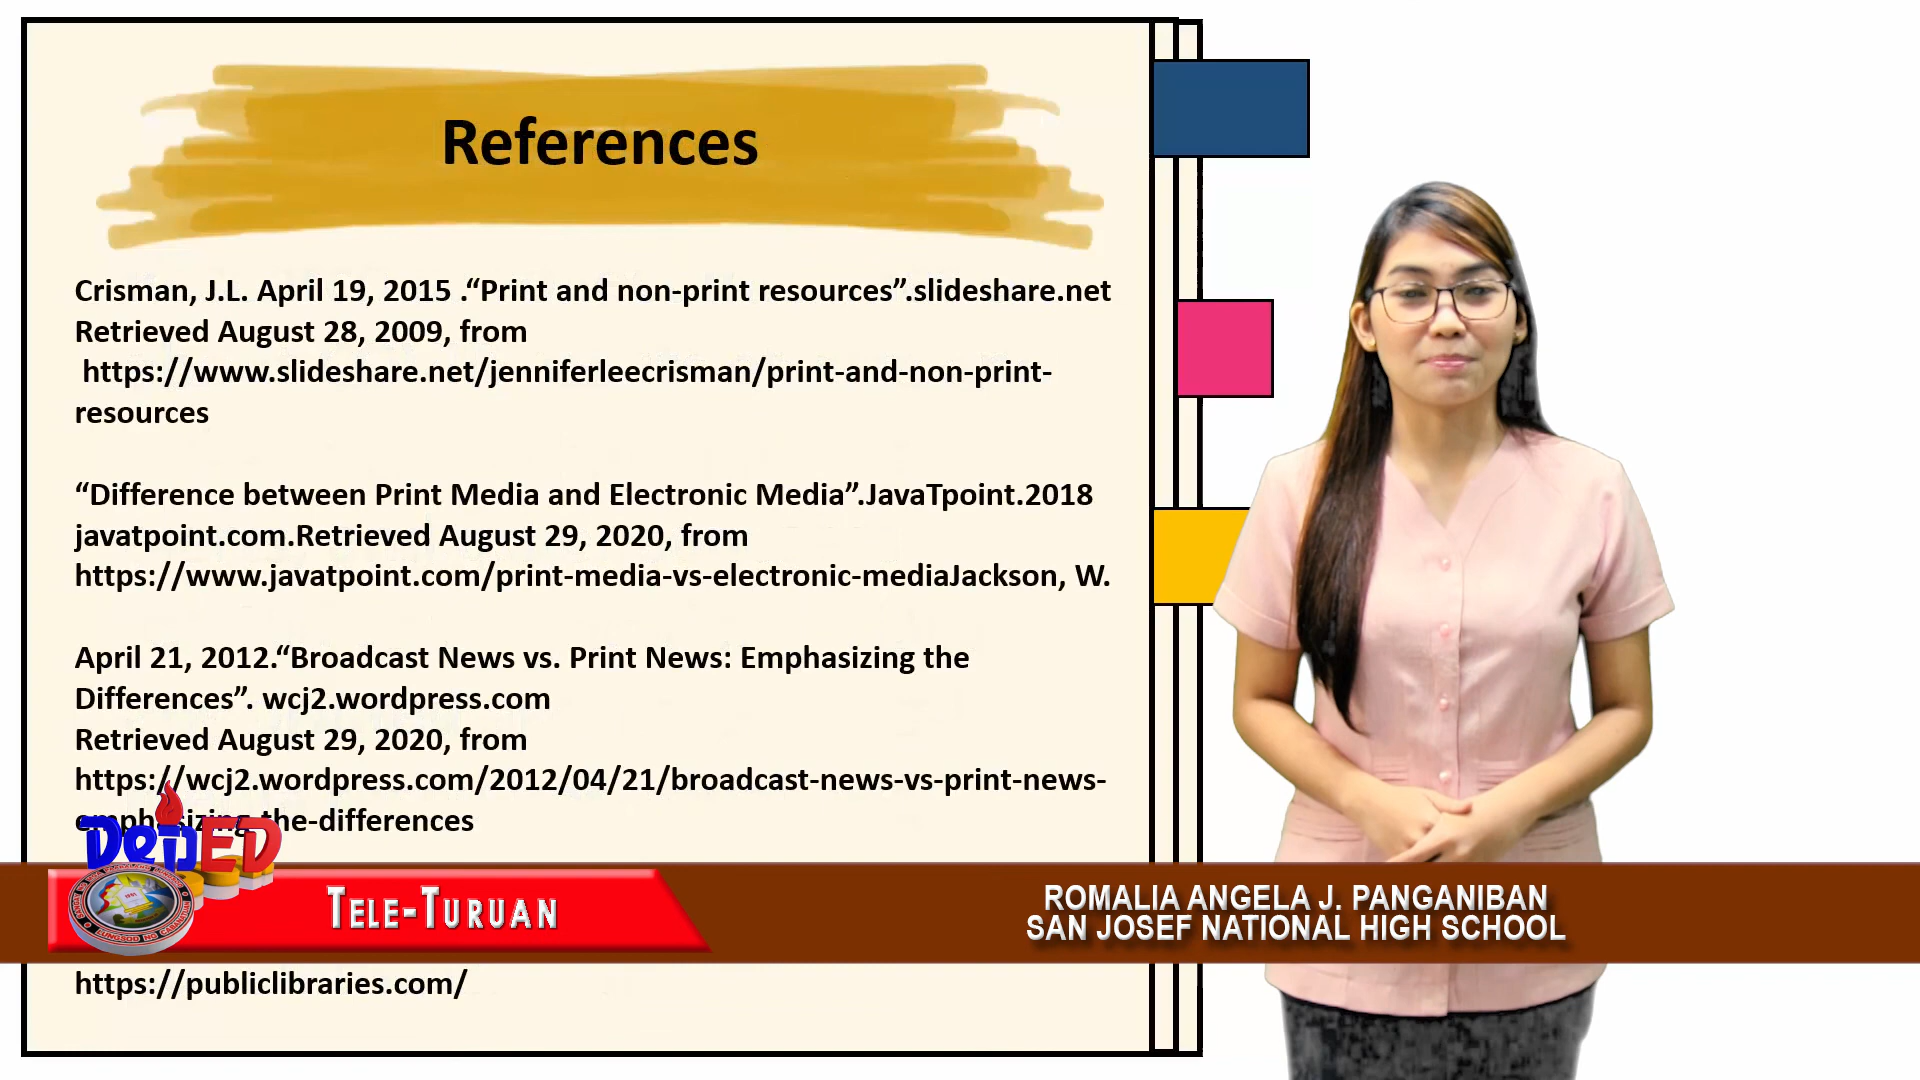 References
Crisman, J.L. April 19, 2015 .“Print and non-print resources”.slideshare.net
Retrieved August 28, 2009, from
https://www.slideshare.net/jenniferleecrisman/print-and-non-print-
resources
“Difference between Print Media and Electronic Media”.JavaTpoint.2018
javatpoint.com.Retrieved August 29, 2020, from
https://www.javatpoint.com/print-media-vs-electronic-mediaJackson, W.
April 21, 2012.“Broadcast News vs. Print News: Emphasizing the
Differences”. wcj2.wordpress.com
Retrieved August 29, 2020, from
https://wcj2.wordpress.com/2012/04/21/broadcast-news-vs-print-news-
emphasizing-the-differences
DepED
TELE-TURUAN
ROMALIA ANGELA J. PANGANIBAN
SAN JOSEF NATIONAL HIGH SCHOOL
https://publiclibraries.com/